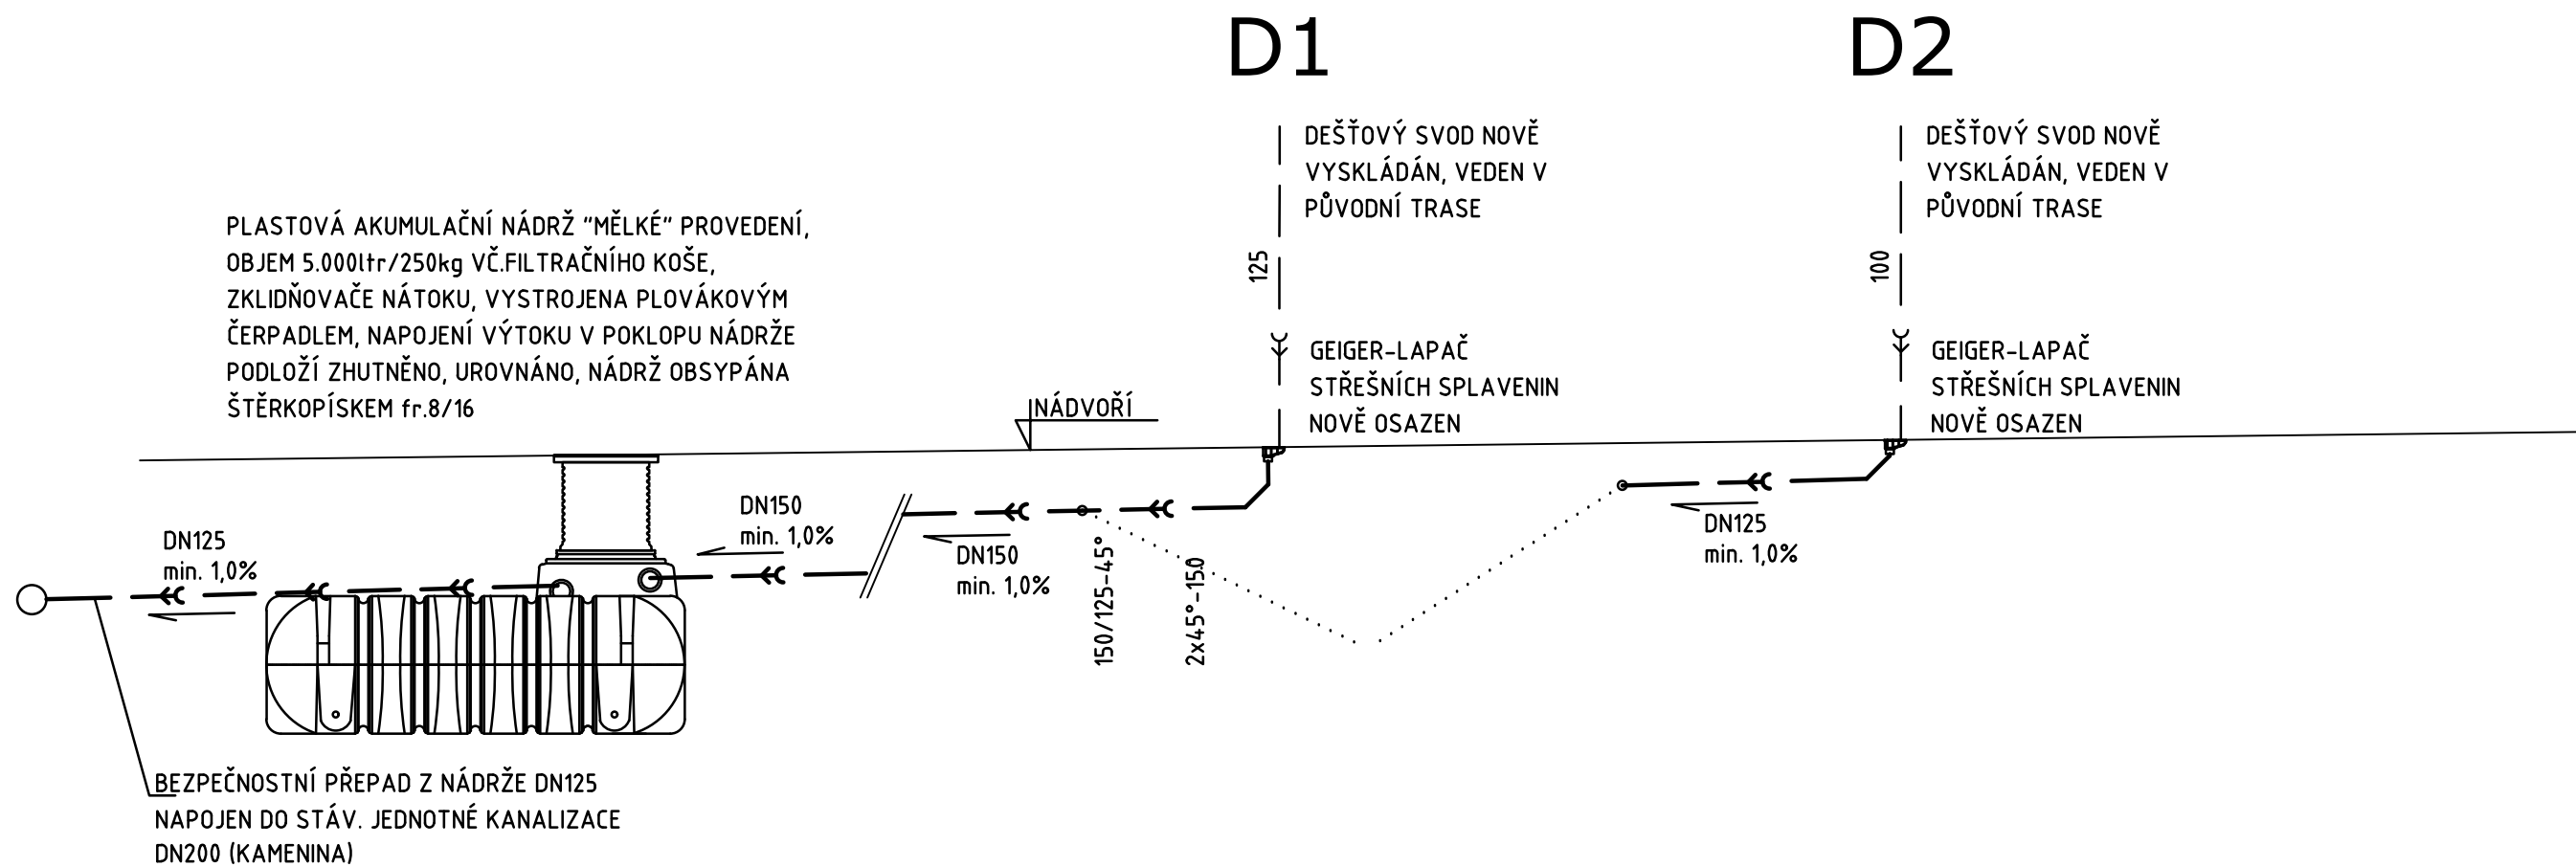 D1
D2
DEŠŤOVÝ SVOD NOVĚ
VYSKLÁDÁN, VEDEN V
PŮVODNÍ TRASE
DEŠŤOVÝ SVOD NOVĚ
VYSKLÁDÁN, VEDEN V
PŮVODNÍ TRASE
125
100
PLASTOVÁ AKUMULAČNÍ NÁDRŽ "MĚLKÉ" PROVEDENÍ,
OBJEM 5.000ltr/250kg VČ.FILTRAČNÍHO KOŠE,
ZKLIDŇOVAČE NÁTOKU, VYSTROJENA PLOVÁKOVÝM
ČERPADLEM, NAPOJENÍ VÝTOKU V POKLOPU NÁDRŽE
PODLOŽÍ ZHUTNĚNO, UROVNÁNO, NÁDRŽ OBSYPÁNA
ŠTĚRKOPÍSKEM fr.8/16
GEIGER-LAPAČ
STŘEŠNÍCH SPLAVENIN
NOVĚ OSAZEN
GEIGER-LAPAČ
STŘEŠNÍCH SPLAVENIN
NOVĚ OSAZEN
NÁDVOŘÍ
DN125
min. 1,0%
DN150
min. 1,0%
DN150
min. 1,0%
150/125-45°
2x45°-150
DN125
min. 1,0%
BEZPEČNOSTNÍ PŘEPAD Z NÁDRŽE DN125
NAPOJEN DO STÁV. JEDNOTNÉ KANALIZACE
DN200 (KAMENINA)